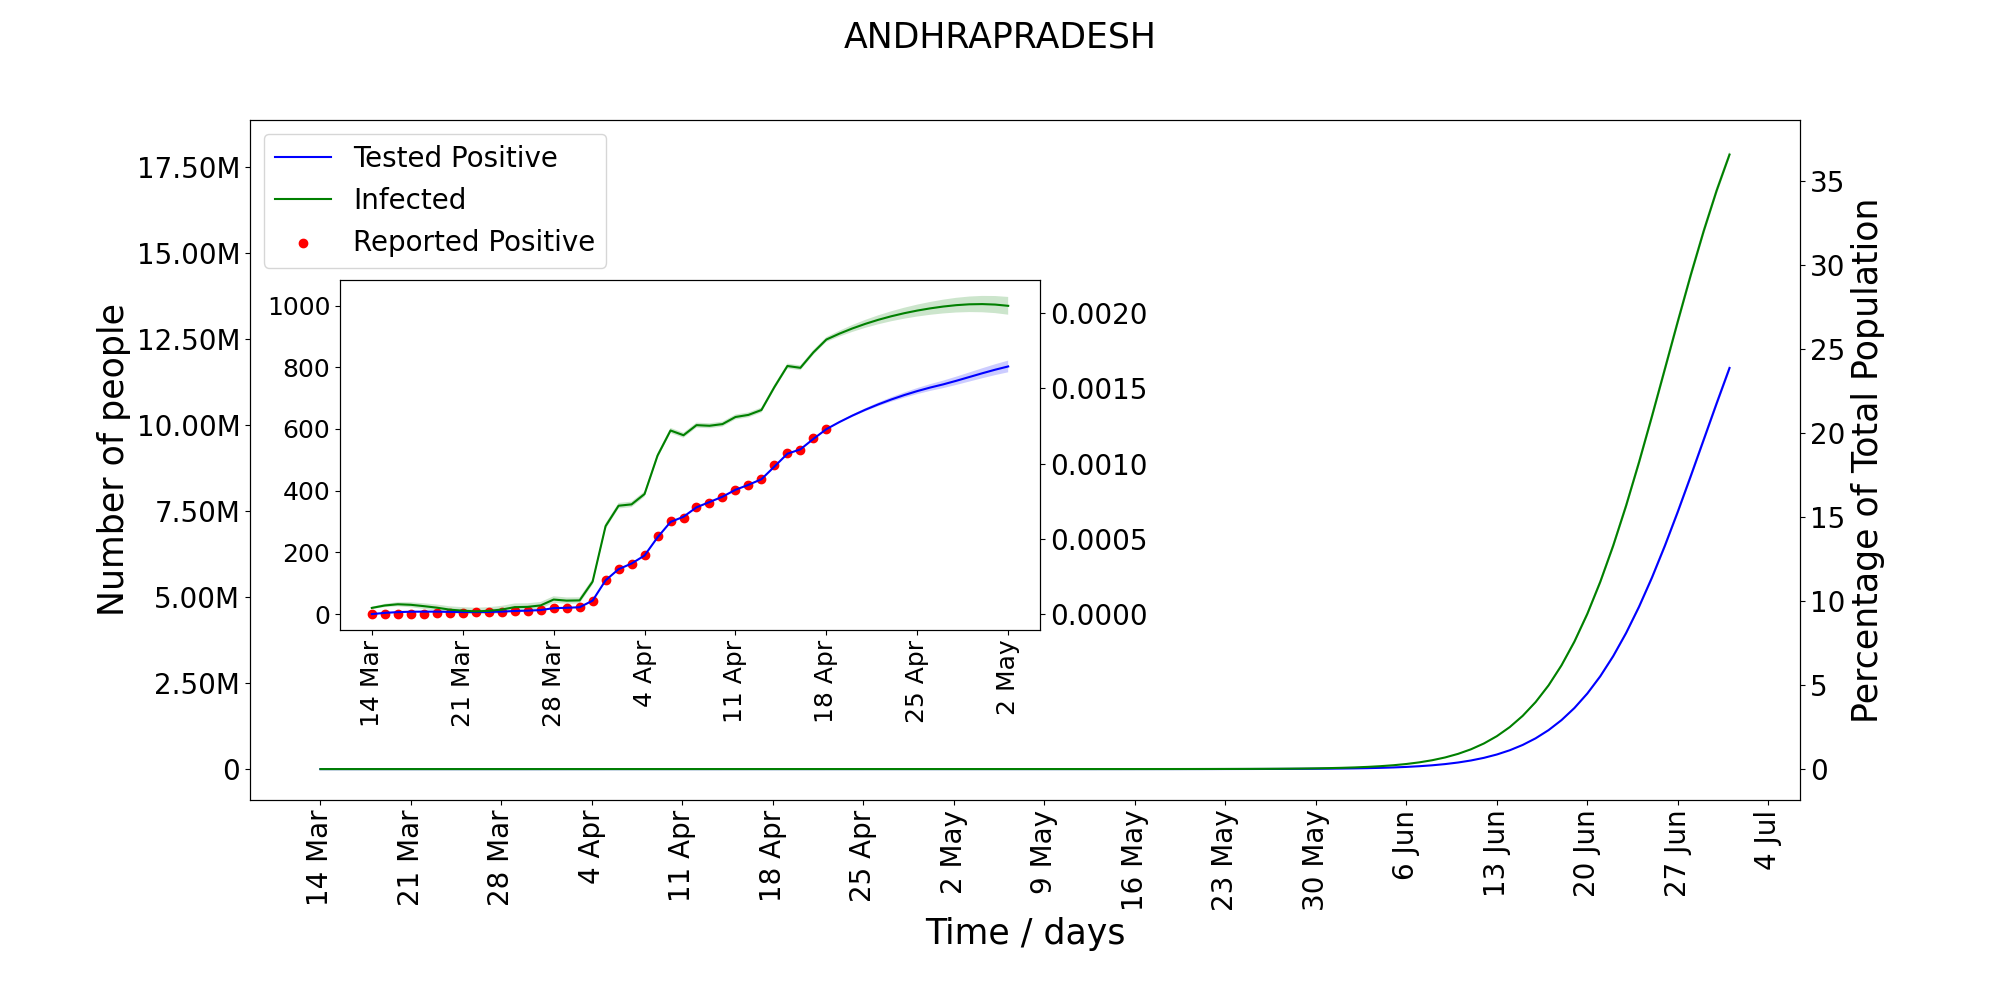 ANDHRAPRADESH
Tested Positive
Infected
Reported Positive
Number of people
17.50M
15.00M
12.50M
10.00M
7.50M
5.00M
2.50M
0
1000
800
600
400
200
0
0.0020
0.0015
0.0010
0.0005
0.0000
14 Mar
21 Mar
28 Mar
4 Apr
11 Apr
18 Apr
25 Apr
2 May
35
30
25
20
15
10
5
0
Percentage of Total Population
14 Mar
21 Mar
28 Mar
4 Apr
11 Apr
18 Apr
25 Apr
2 May
9 May
16 May
23 May
30 May
6 Jun
13 Jun
20 Jun
27 Jun
4 Jul
Time / days